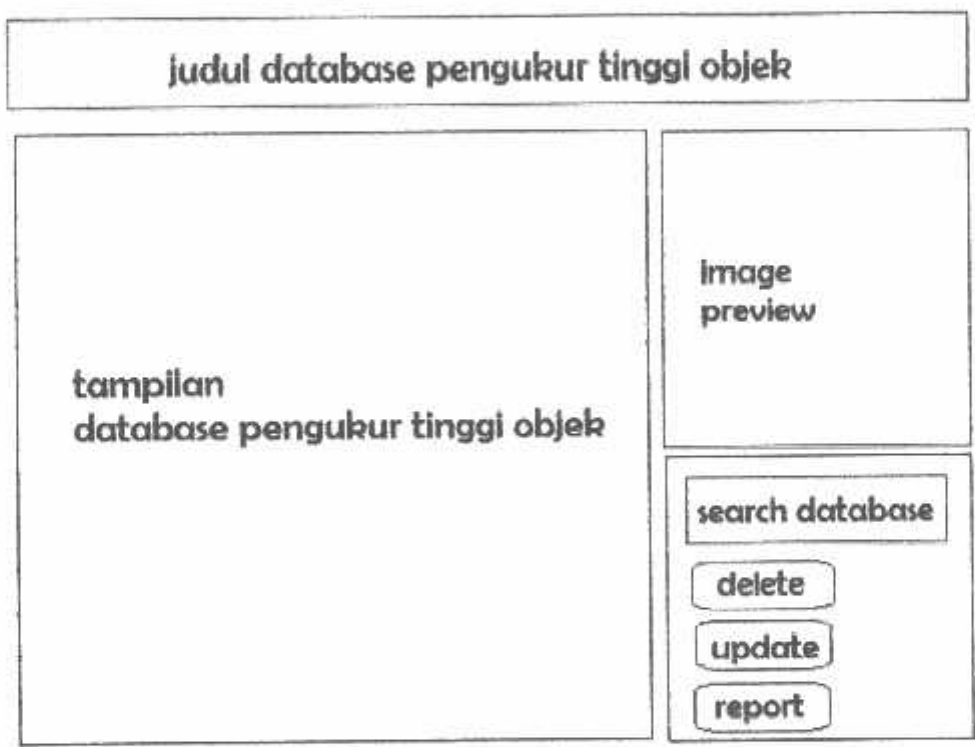 judul database pengukur tinggi objek
tampilan
database pengukur tinggi objek
image
preview
search database
delete
update
report